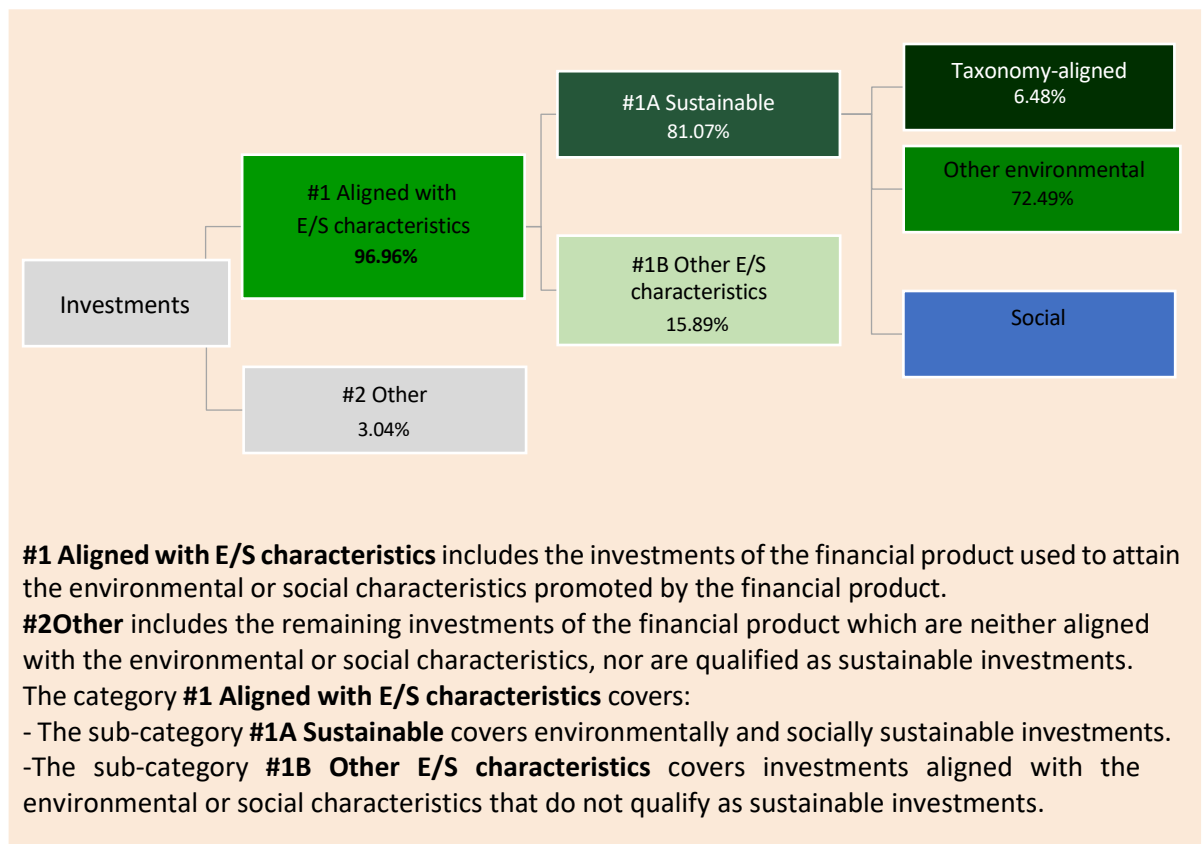 Investments
#1 Aligned with
E/S characteristics
96.96%
#2 Other
3.04%
#1A Sustainable
81.07%
#1B Other E/S
characteristics
15.89%
Taxonomy-aligned
6.48%
Other environmental
72.49%
Social
#1 Aligned with E/S characteristics includes the investments of the financial product used to attain
the environmental or social characteristics promoted by the financial product.
#2Other includes the remaining investments of the financial product which are neither aligned
with the environmental or social characteristics, nor are qualified as sustainable investments.
The category #1 Aligned with E/S characteristics covers:
- The sub-category #1A Sustainable covers environmentally and socially sustainable investments.
-The sub-category #1B Other E/S characteristics covers investments aligned with the
environmental or social characteristics that do not qualify as sustainable investments.